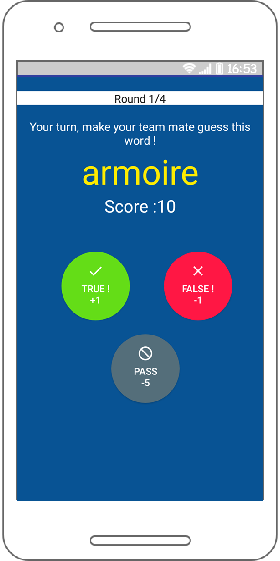 16:53
Round 1/4
Your turn, make your team mate guess this
word !
armoire
Score :10
TRUE !
+1
FALSE !
-1
PASS
-5